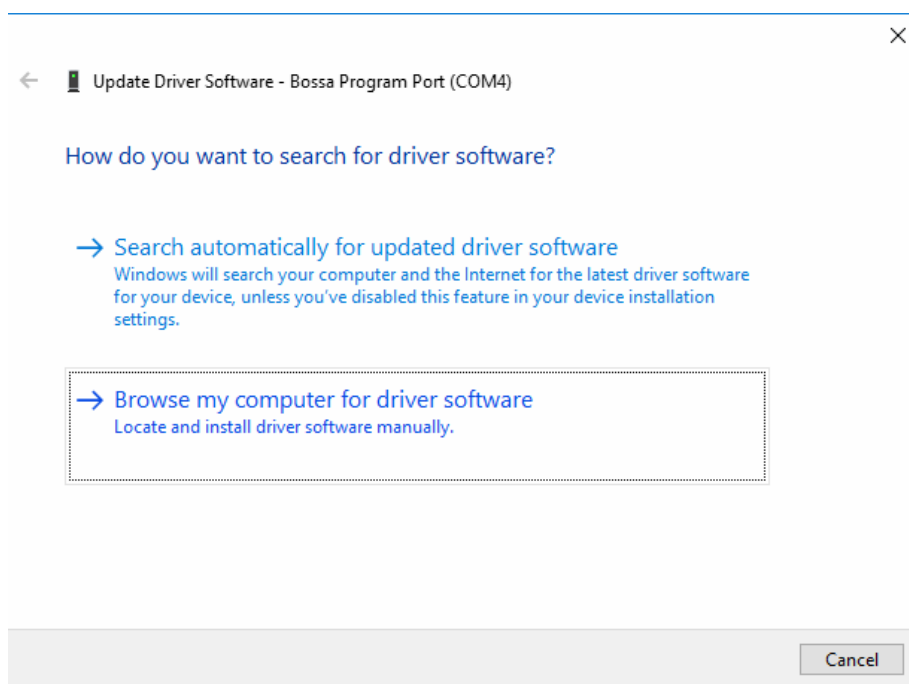 Update Driver Software - Bossa Program Port (COM4)
How do you want to search for driver software?
Search automatically for updated driver software
Windows will search your computer and the Internet for the latest driver software
for your device, unless you've disabled this feature in your device installation
settings.
Browse my computer for driver software
Locate and install driver software manually.
Cancel